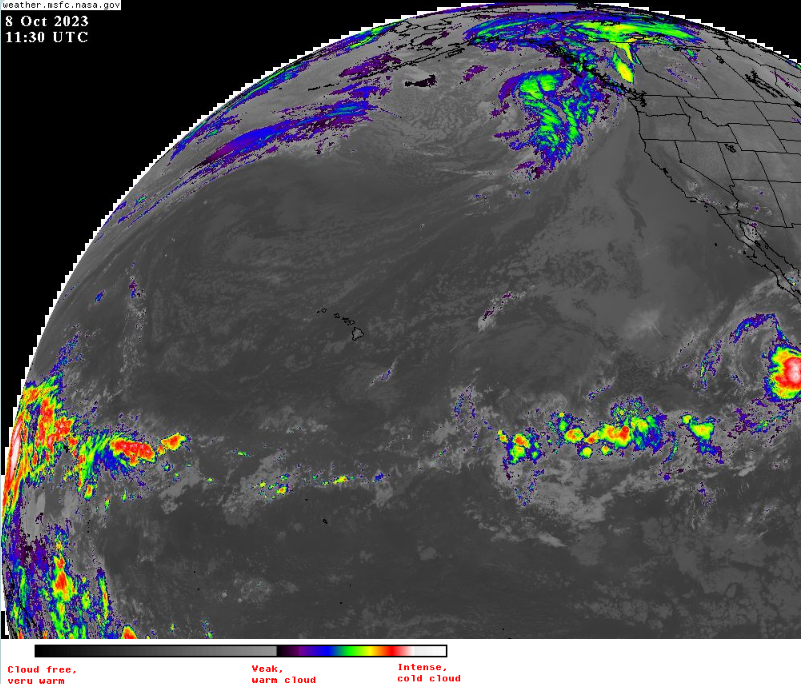 weather.msfc.nasa.gov
8 Oct 2023
11:30 UTC
Cloud free,
very warm
Weak,
warm cloud
Intense,
cold cloud